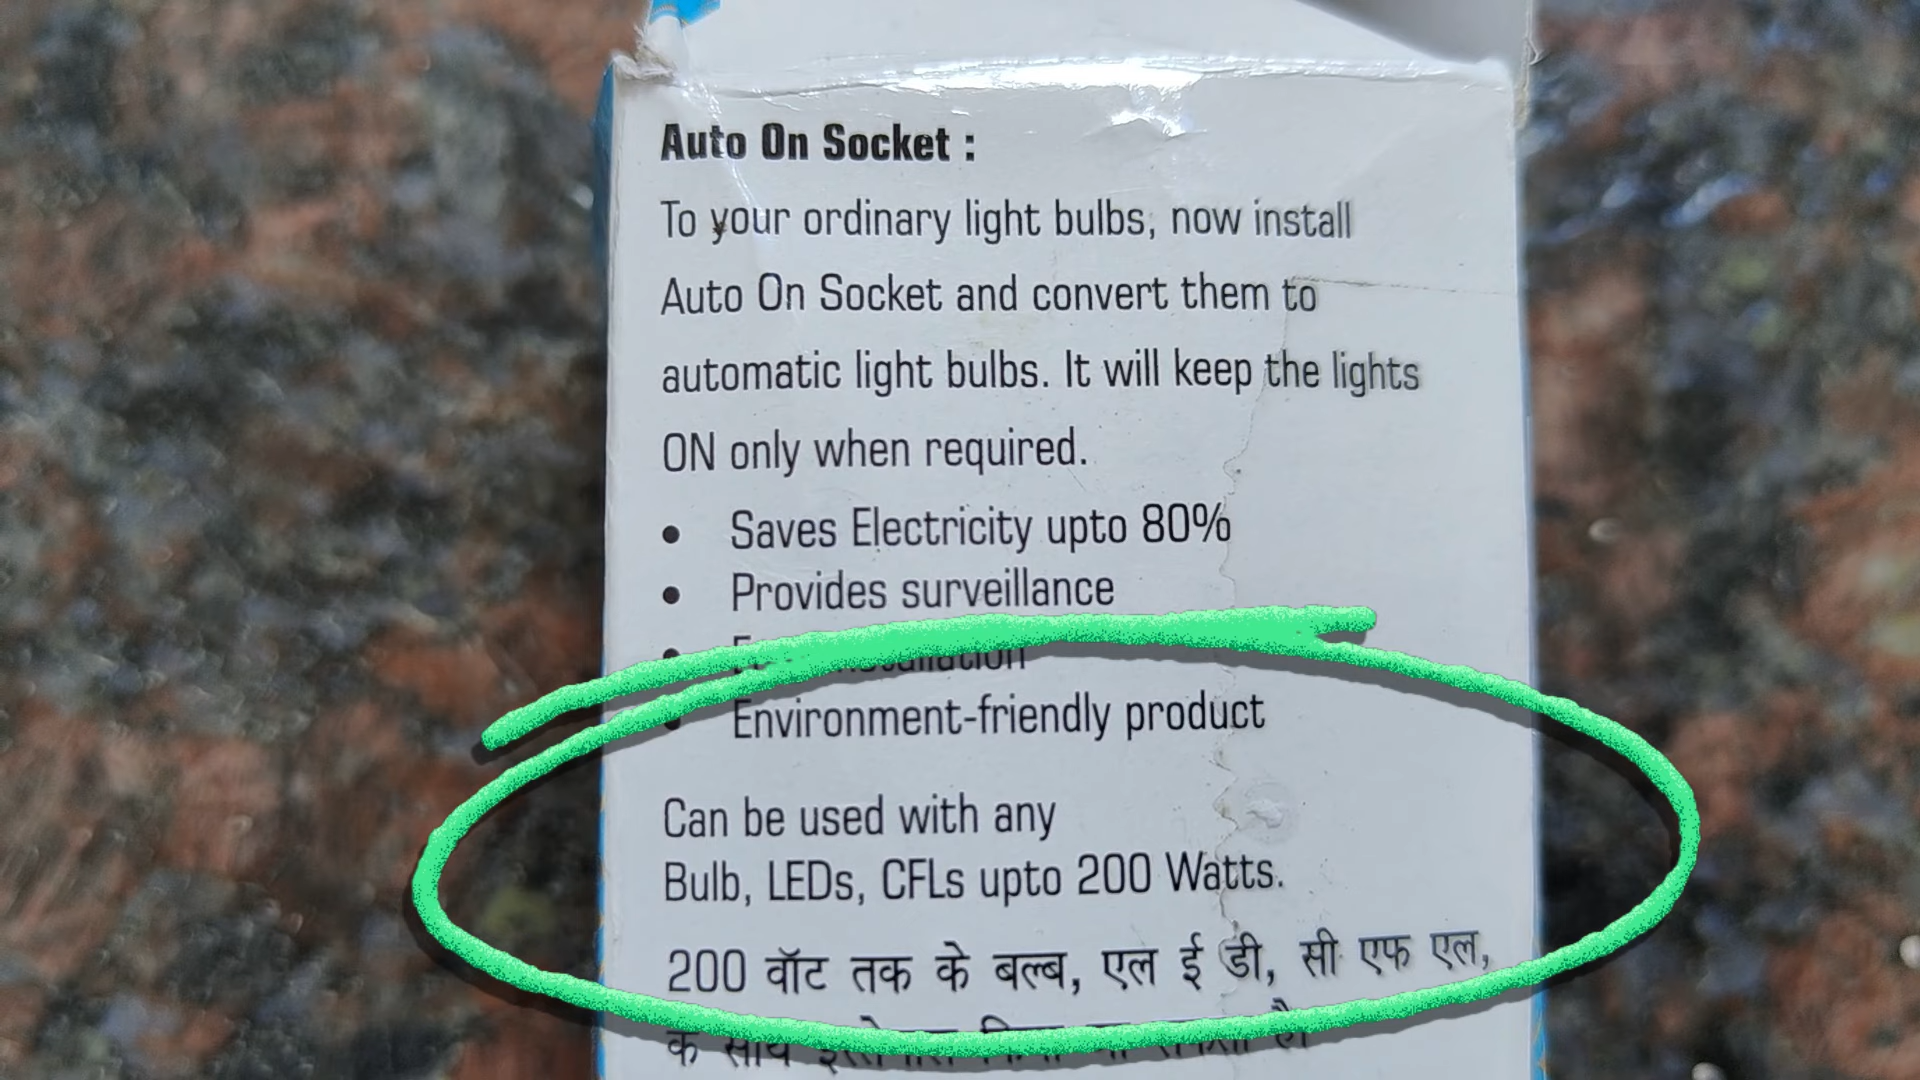 Auto On Socket :
To your ordinary light bulbs, now install
Auto On Socket and convert them to
automatic light bulbs. It will keep the lights
ON only when required.
• Saves Electricity upto 80%
• Provides surveillance
• installation
• Environment-friendly product
Can be used with any
Bulb, LEDs, CFLs upto 200 Watts.
200 वॉट तक के बल्ब, एल ई डी, सी एफ एल,
के साथ है।